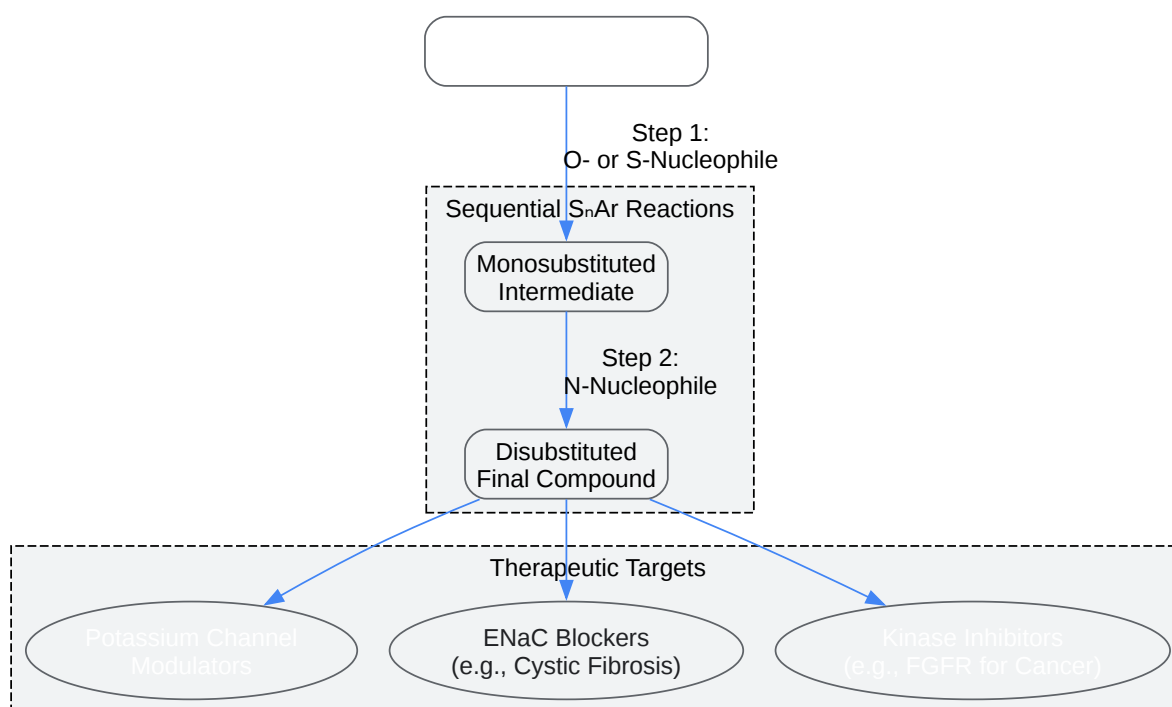 Step 1:
O- or S-Nucleophile
Sequential SₙAr Reactions
Monosubstituted
Intermediate
Step 2:
N-Nucleophile
Disubstituted
Final Compound
Therapeutic Targets
Potassium Channel
Modulators
ENaC Blockers
(e.g., Cystic Fibrosis)
Kinase Inhibitors
(e.g., FGFR for Cancer)